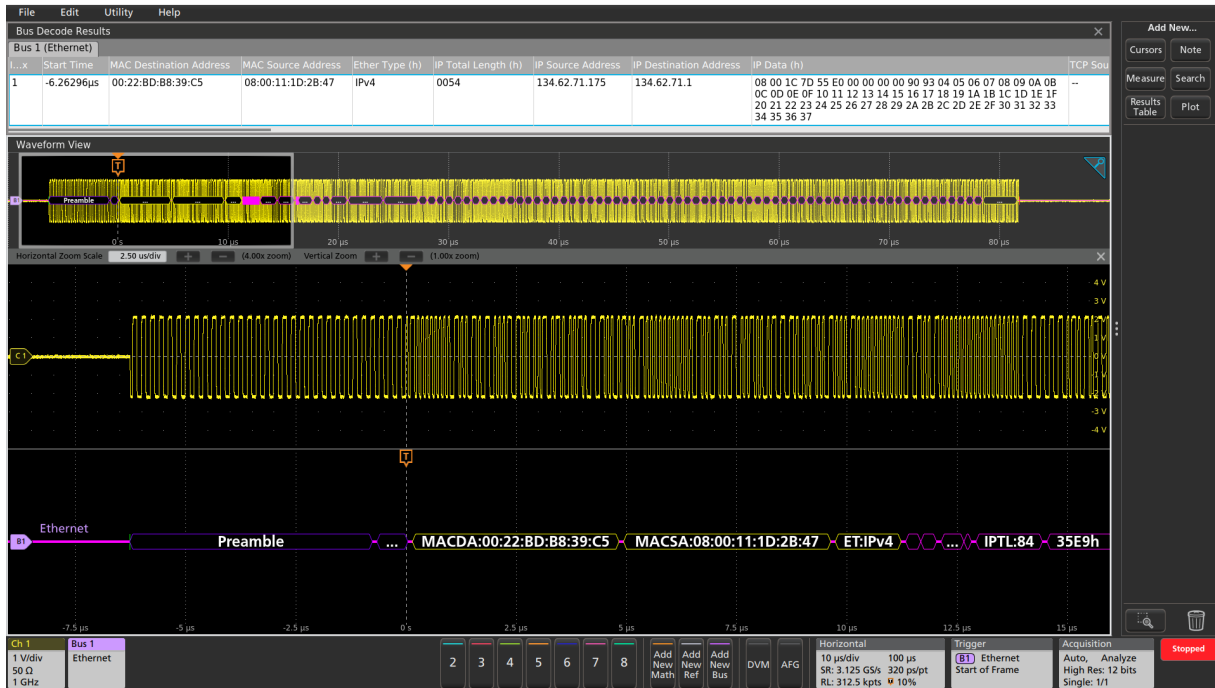 File Edit Utility Help
Bus Decode Results
Bus 1 (Ethernet)
I...x Start Time MAC Destination Address MAC Source Address Ether Type (h) IP Total Length (h) IP Source Address IP Destination Address IP Data (h) TCP Sou
1 -6.26296µs 00:22:BD:B8:39:C5 08:00:11:1D:2B:47 IPv4 0054 134.62.71.175 134.62.71.1 08 00 1C 7D 55 E0 00 00 00 00 90 93 04 05 06 07 08 09 0A 0B --
0C 0D 0E 0F 10 11 12 13 14 15 16 17 18 19 1A 1B 1C 1D 1E 1F
20 21 22 23 24 25 26 27 28 29 2A 2B 2C 2D 2E 2F 30 31 32 33
34 35 36 37
Add New...
Cursors Note
Measure Search
Results Table Plot
Waveform View
T
Preamble ... ... ... ... ... ... ... ... ... ...
0 s 10 µs 20 µs 30 µs 40 µs 50 µs 60 µs 70 µs 80 µs
Horizontal Zoom Scale 2.50 us/div + − (4.00x zoom) Vertical Zoom + − (1.00x zoom)
4 V
3 V
2 V
1 V
C1 0 V
-1 V
-2 V
-3 V
-4 V
T
Ethernet
B1 Preamble ... MACDA:00:22:BD:B8:39:C5 MACSA:08:00:11:1D:2B:47 ET:IPv4 ... IPTL:84 35E9h
-7.5 µs -5 µs -2.5 µs 0 s 2.5 µs 5 µs 7.5 µs 10 µs 12.5 µs 15 µs
Ch 1
1 V/div
50 Ω
1 GHz
Bus 1
Ethernet
2 3 4 5 6 7 8
Add New Math
Add New Ref
Add New Bus
DVM AFG
Horizontal
10 µs/div 100 µs
SR: 3.125 GS/s 320 ps/pt
RL: 312.5 kpts 10%
Trigger
B1 Ethernet
Start of Frame
Acquisition
Auto, Analyze
High Res: 12 bits
Single: 1/1
Stopped